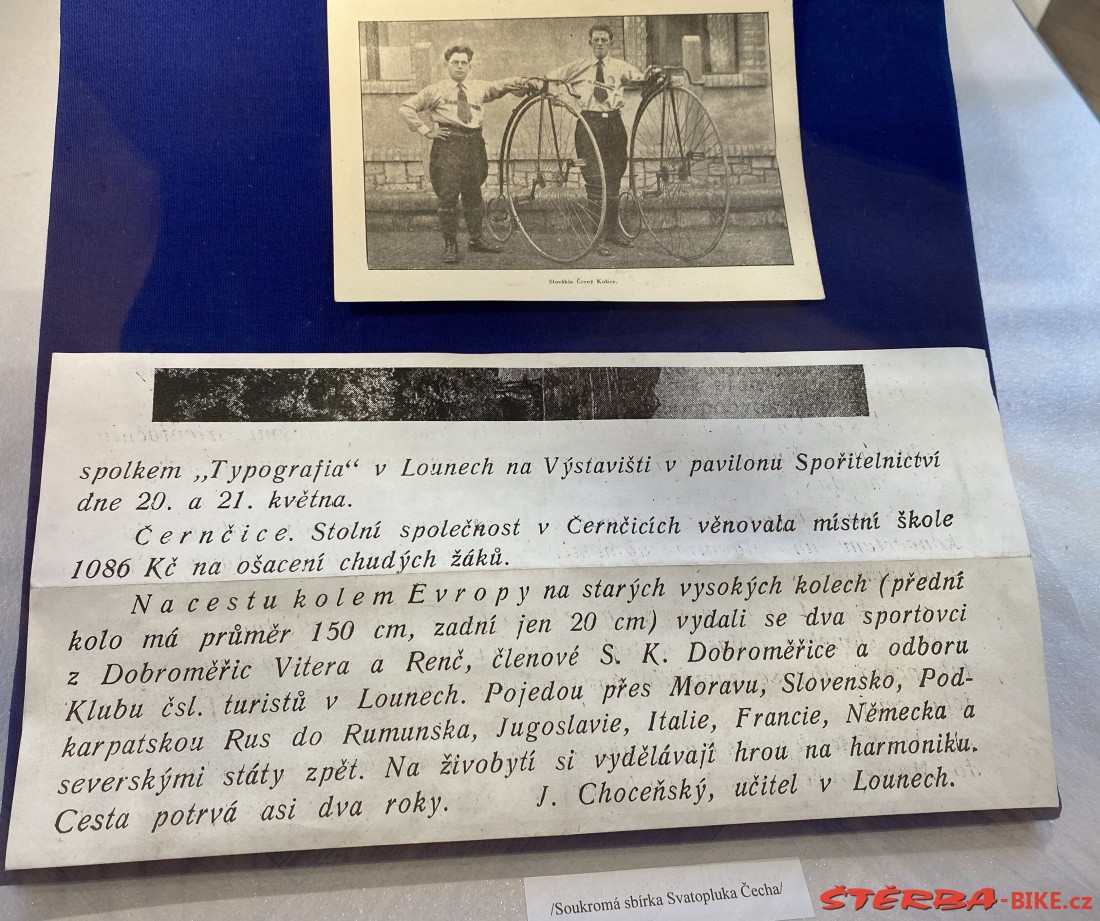 Slovákia Černý Košice.
spolkem „Typografia“ v Lounech na Výstavišti v pavilonu Spořitelnictví
dne 20. a 21. května.
Černčice. Stolní společnost v Černčicích věnovala místní škole
1086 Kč na ošacení chudých žáků.
Na cestu kolem Evropy na starých vysokých kolech (přední
kolo má průměr 150 cm, zadní jen 20 cm) vydali se dva sportovci
z Dobroměřic Vitera a Renč, členové S. K. Dobroměřice a odboru
Klubu čsl. turistů v Lounech. Pojedou přes Moravu, Slovensko, Pod-
karpatskou Rus do Rumunska, Jugoslavie, Italie, Francie, Německa a
severskými státy zpět. Na živobytí si vydělávají hrou na harmoniku.
Cesta potrvá asi dva roky. J. Choceňský, učitel v Lounech.
/Soukromá sbírka Svatopluka Čecha/
ŠTĚRBA-BIKE.cz